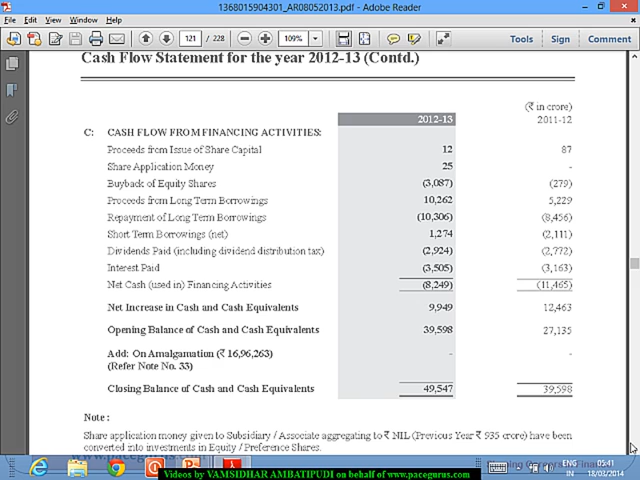 1368015904301_AR08052013.pdf - Adobe Reader
File Edit View Window Help
121 / 228 109% Tools Sign Comment
Cash Flow Statement for the year 2012-13 (Contd.)
(₹ in crore)
2012-13 2011-12
C: CASH FLOW FROM FINANCING ACTIVITIES:
Proceeds from Issue of Share Capital 12 87
Share Application Money 25 -
Buyback of Equity Shares (3,087) (279)
Proceeds from Long Term Borrowings 10,262 5,229
Repayment of Long Term Borrowings (10,306) (8,456)
Short Term Borrowings (net) 1,274 (2,111)
Dividends Paid (including dividend distribution tax) (2,924) (2,772)
Interest Paid (3,505) (3,163)
Net Cash (used in) Financing Activities (8,249) (11,465)
Net Increase in Cash and Cash Equivalents 9,949 12,463
Opening Balance of Cash and Cash Equivalents 39,598 27,135
Add: On Amalgamation (₹ 16,96,263) - -
(Refer Note No. 33)
Closing Balance of Cash and Cash Equivalents 49,547 39,598
Note :
Share application money given to Subsidiary / Associate aggregating to ₹ NIL (Previous Year ₹ 935 crore) have been
converted into investments in Equity / Preference Shares.
www.pacegurus.com
ENG 05:41
IN 18/03/2014
Videos by VAMSIDHAR AMBATIPUDI on behalf of www.pacegurus.com